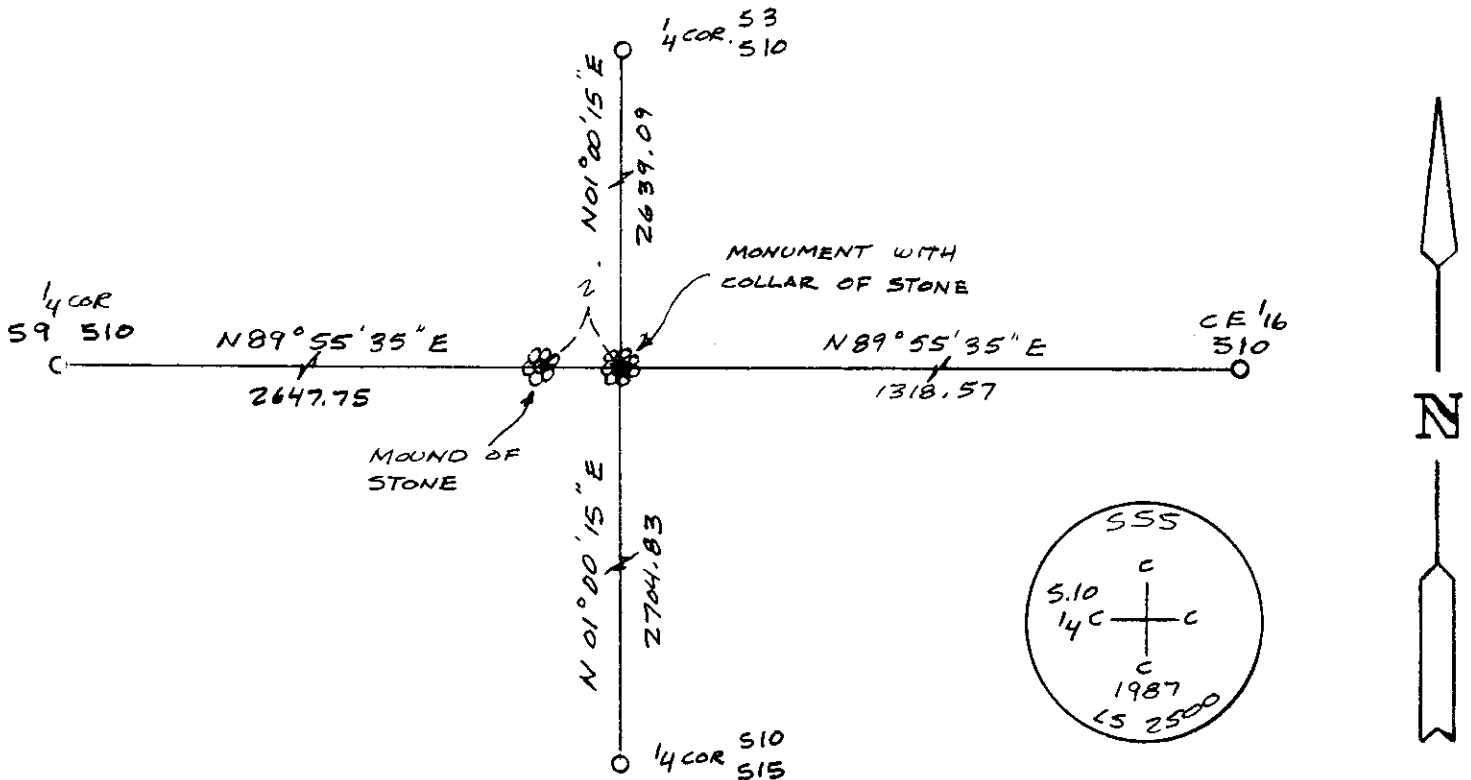 1/4 COR. S3
S10
N01°00'15"E
2639.09
2.
MONUMENT WITH
COLLAR OF STONE
1/4 COR
S9 S10
N89°55'35"E
2647.75
N89°55'35"E
1318.57
CE 1/16
S10
MOUND OF
STONE
N 01°00'15"E
2704.83
N
SSS
C
S.10
1/4 C C
C
1987
LS 2500
1/4 COR S10
S15